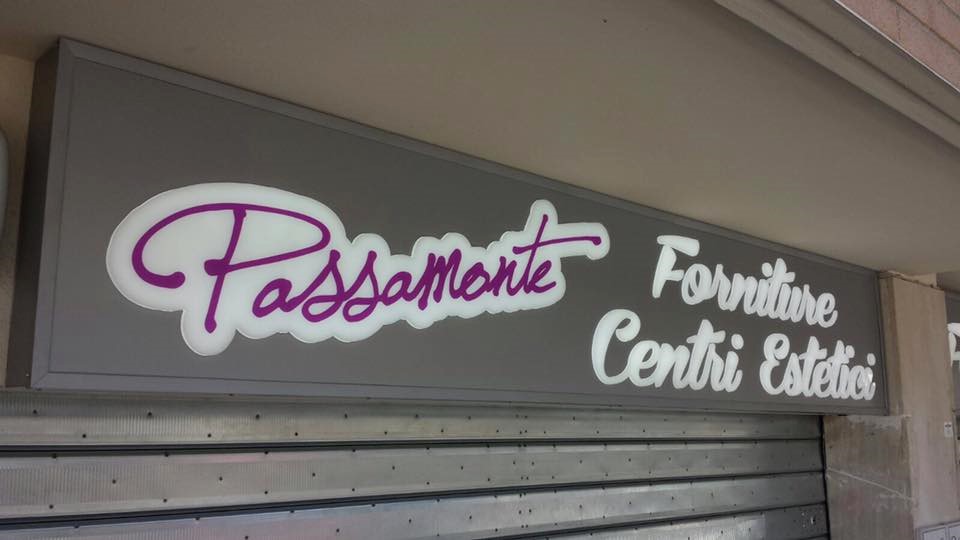 Passamonte
Forniture
Centri Estetici